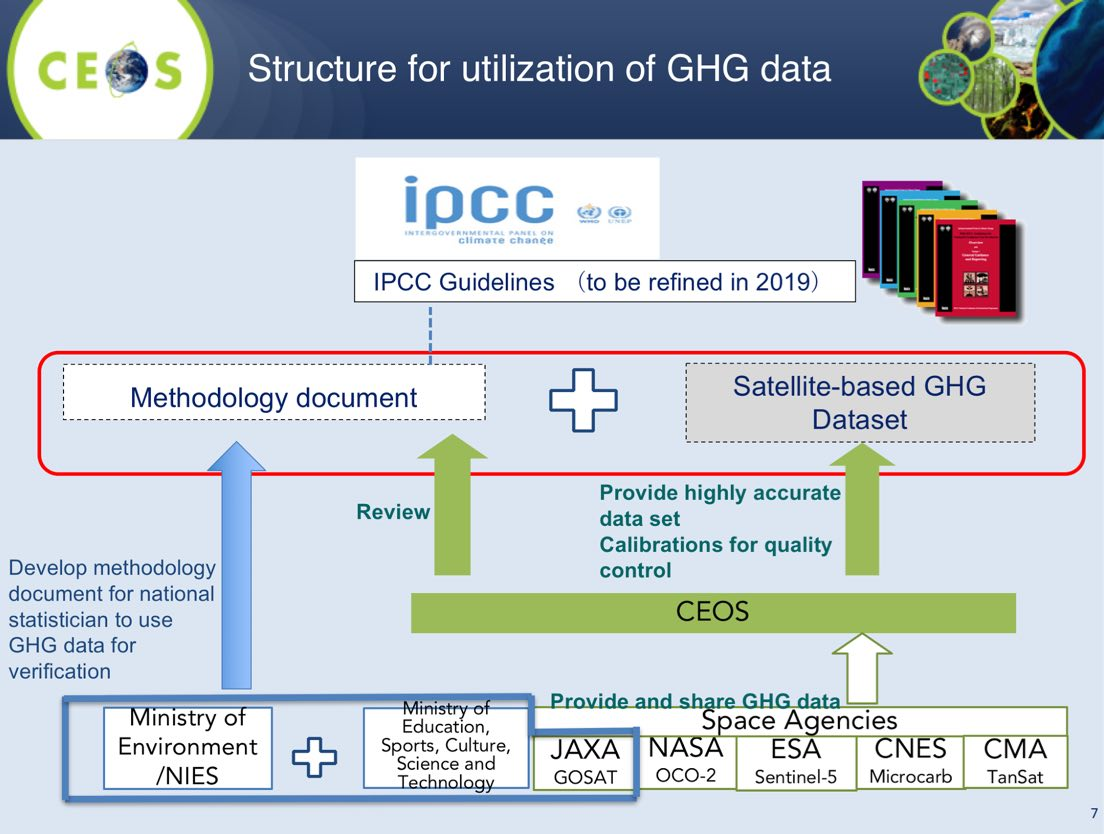 CEOS
Structure for utilization of GHG data
ipcc
INTERGOVERNMENTAL PANEL ON
climate change
WMO
UNEP
IPCC Guidelines （to be refined in 2019）
Methodology document
Satellite-based GHG
Dataset
Review
Provide highly accurate
data set
Calibrations for quality
control
Develop methodology
document for national
statistician to use
GHG data for
verification
CEOS
Provide and share GHG data
Ministry of
Environment
/NIES
Ministry of
Education,
Sports, Culture,
Science and
Technology
Space Agencies
JAXA
GOSAT
NASA
OCO-2
ESA
Sentinel-5
CNES
Microcarb
CMA
TanSat
7